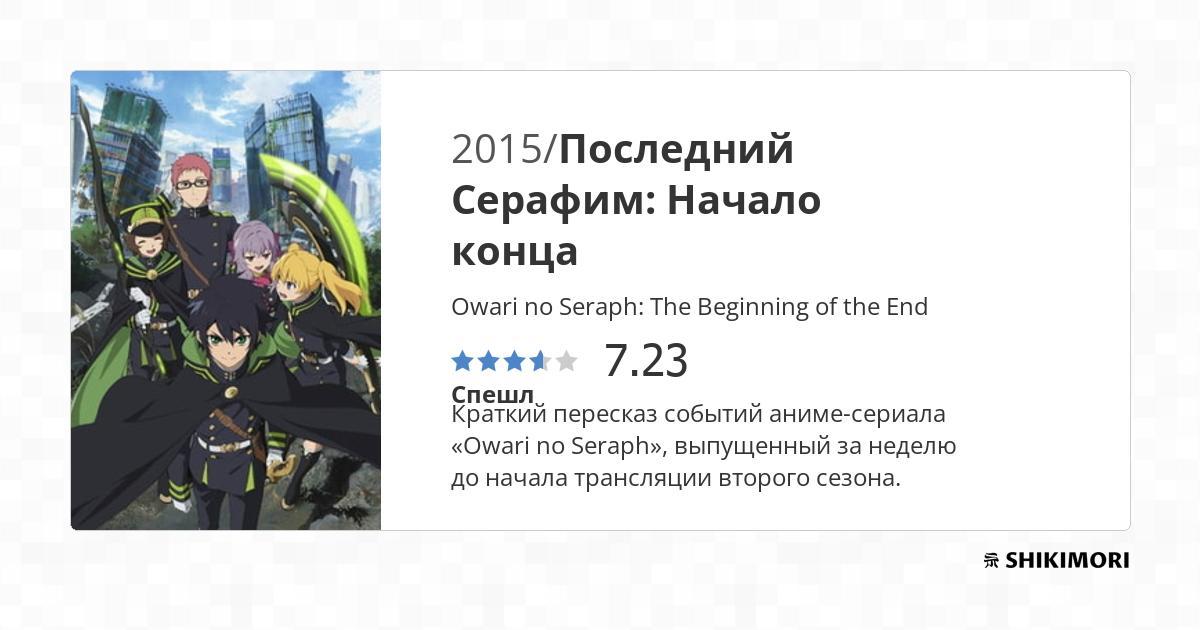 2015/Последний
Серафим: Начало
конца
Owari no Seraph: The Beginning of the End
7.23
Спешл
Краткий пересказ событий аниме-сериала
«Owari no Seraph», выпущенный за неделю
до начала трансляции второго сезона.
SHIKIMORI